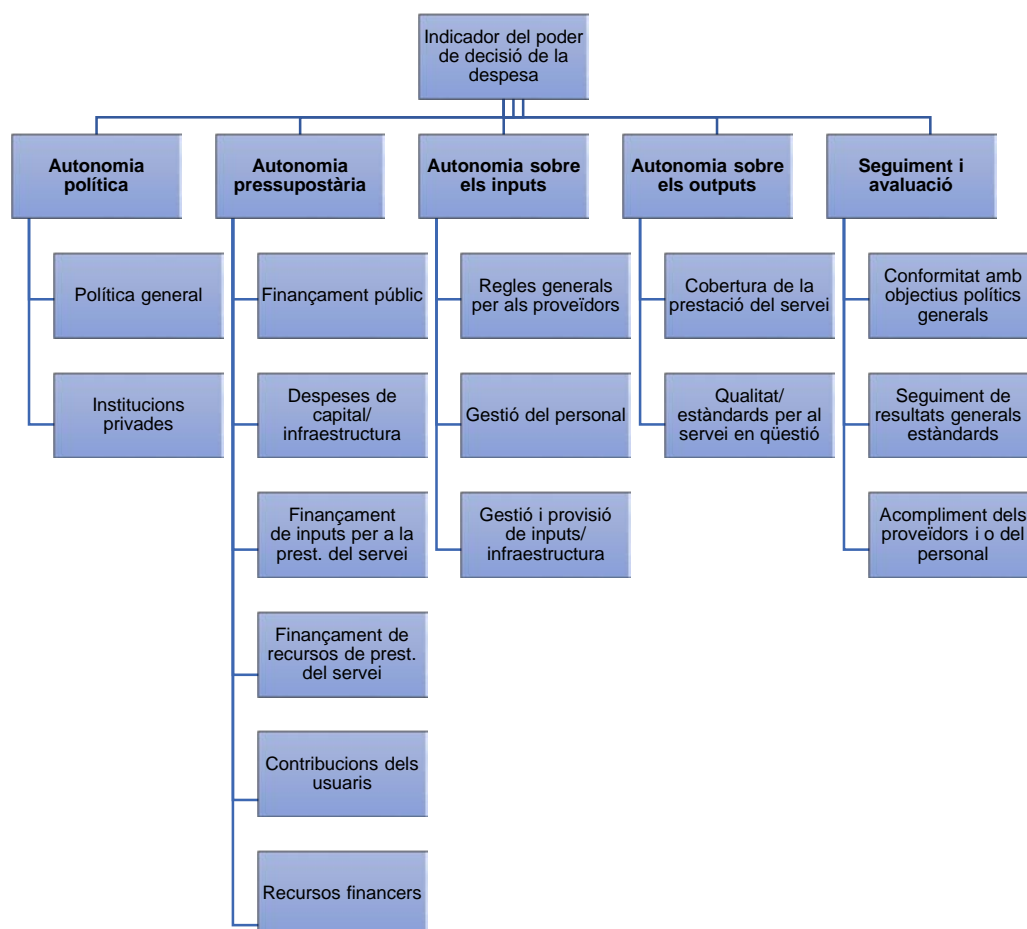 Indicador del poder
de decisió de la
despesa
Autonomia
política
Autonomia
pressupostària
Autonomia sobre
els inputs
Autonomia sobre
els outputs
Seguiment i
avaluació
Política general
Institucions
privades
Finançament públic
Despeses de
capital/
infraestructura
Finançament
de inputs per a la
prest. del servei
Finançament de
recursos de prest.
del servei
Contribucions dels
usuaris
Recursos financers
Regles generals
per als proveïdors
Gestió del personal
Gestió i provisió
de inputs/
infraestructura
Cobertura de la
prestació del servei
Qualitat/
estàndards per al
servei en qüestió
Conformitat amb
objectius polítics
generals
Seguiment de
resultats generals i
estàndards
Acompliment dels
proveïdors i o del
personal